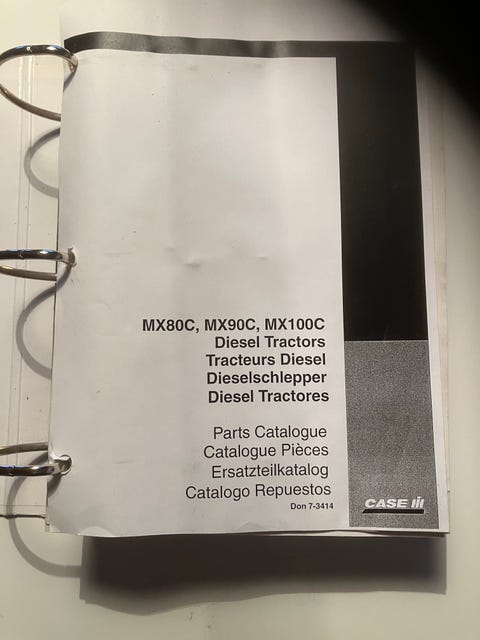 MX80C, MX90C, MX100C
Diesel Tractors
Tracteurs Diesel
Dieselschlepper
Diesel Tractores
Parts Catalogue
Catalogue Pièces
Ersatzteilkatalog
Catalogo Repuestos
Don 7-3414
CASE IH